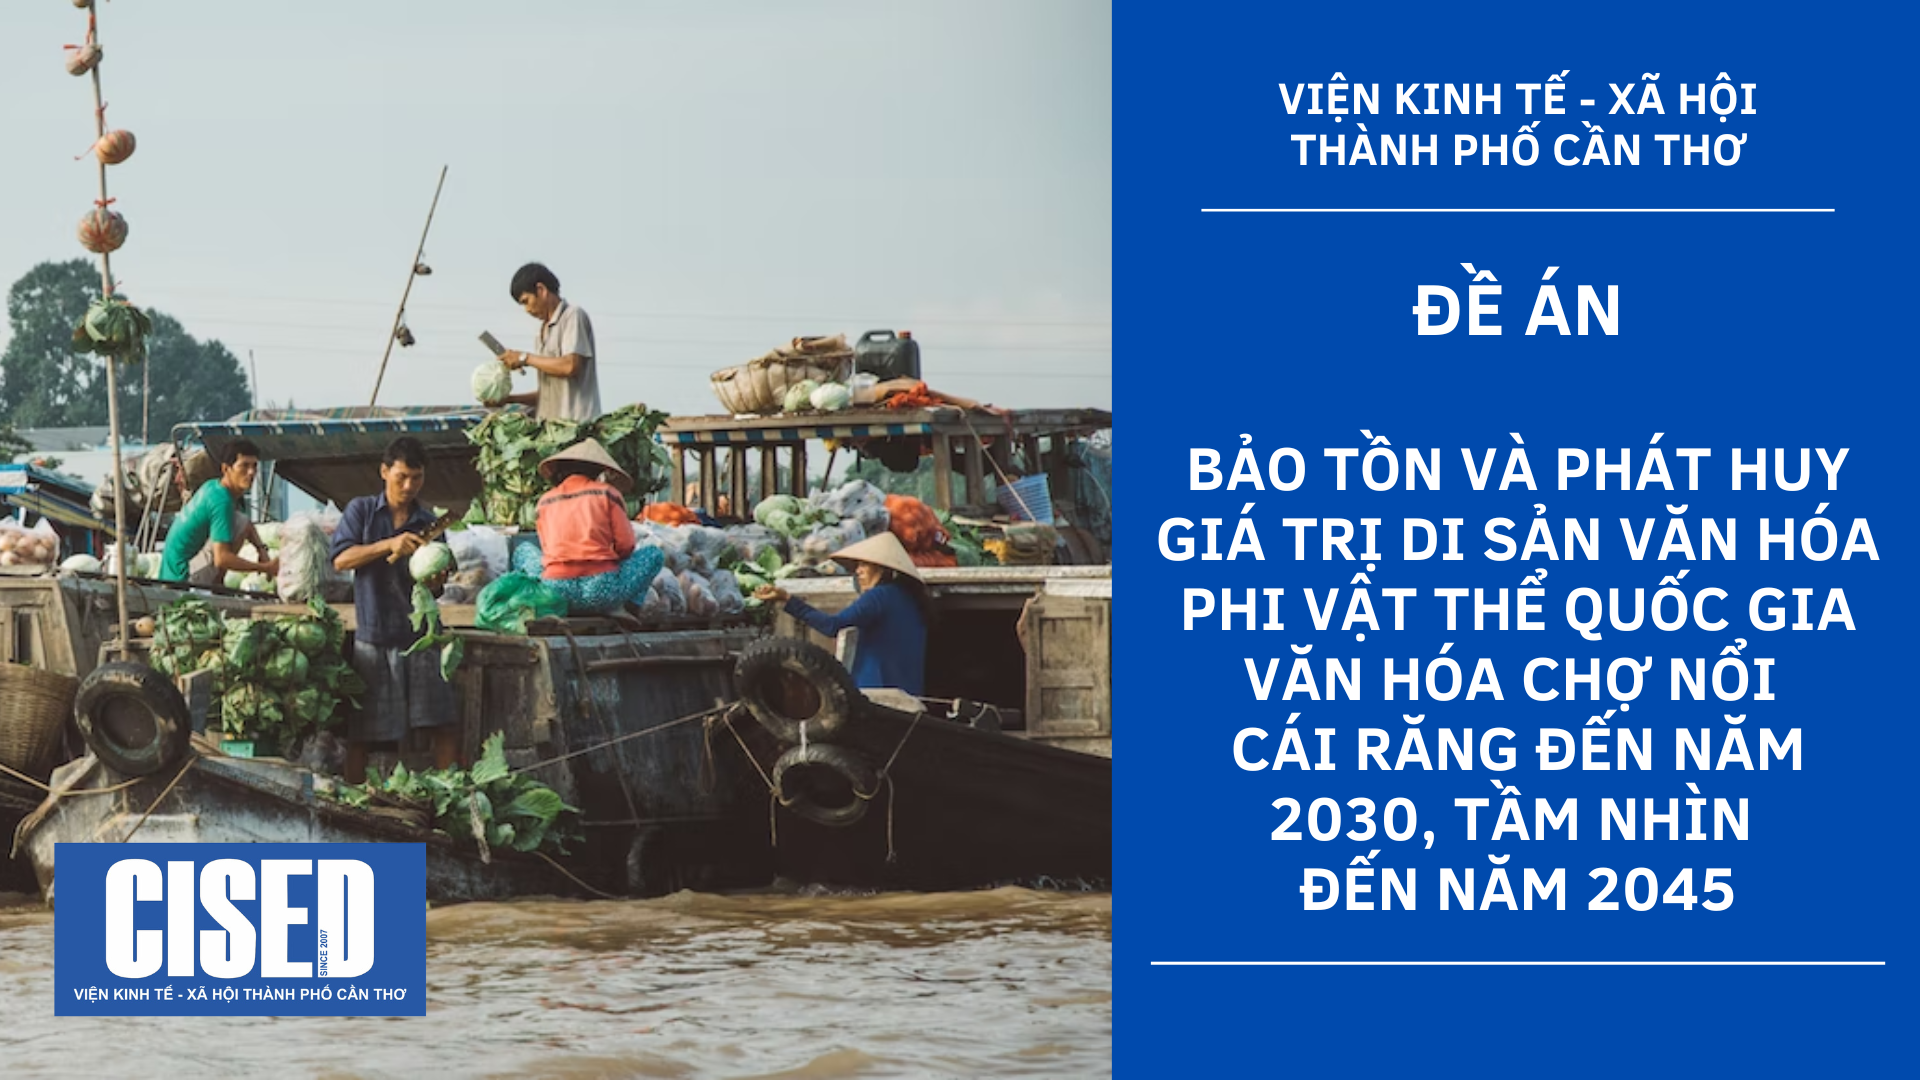 VIỆN KINH TẾ - XÃ HỘI
THÀNH PHỐ CẦN THƠ
ĐỀ ÁN
BẢO TỒN VÀ PHÁT HUY
GIÁ TRỊ DI SẢN VĂN HÓA
PHI VẬT THỂ QUỐC GIA
VĂN HÓA CHỢ NỔI
CÁI RĂNG ĐẾN NĂM
2030, TẦM NHÌN
ĐẾN NĂM 2045
CISED
SINCE 2007
VIỆN KINH TẾ - XÃ HỘI THÀNH PHỐ CẦN THƠ